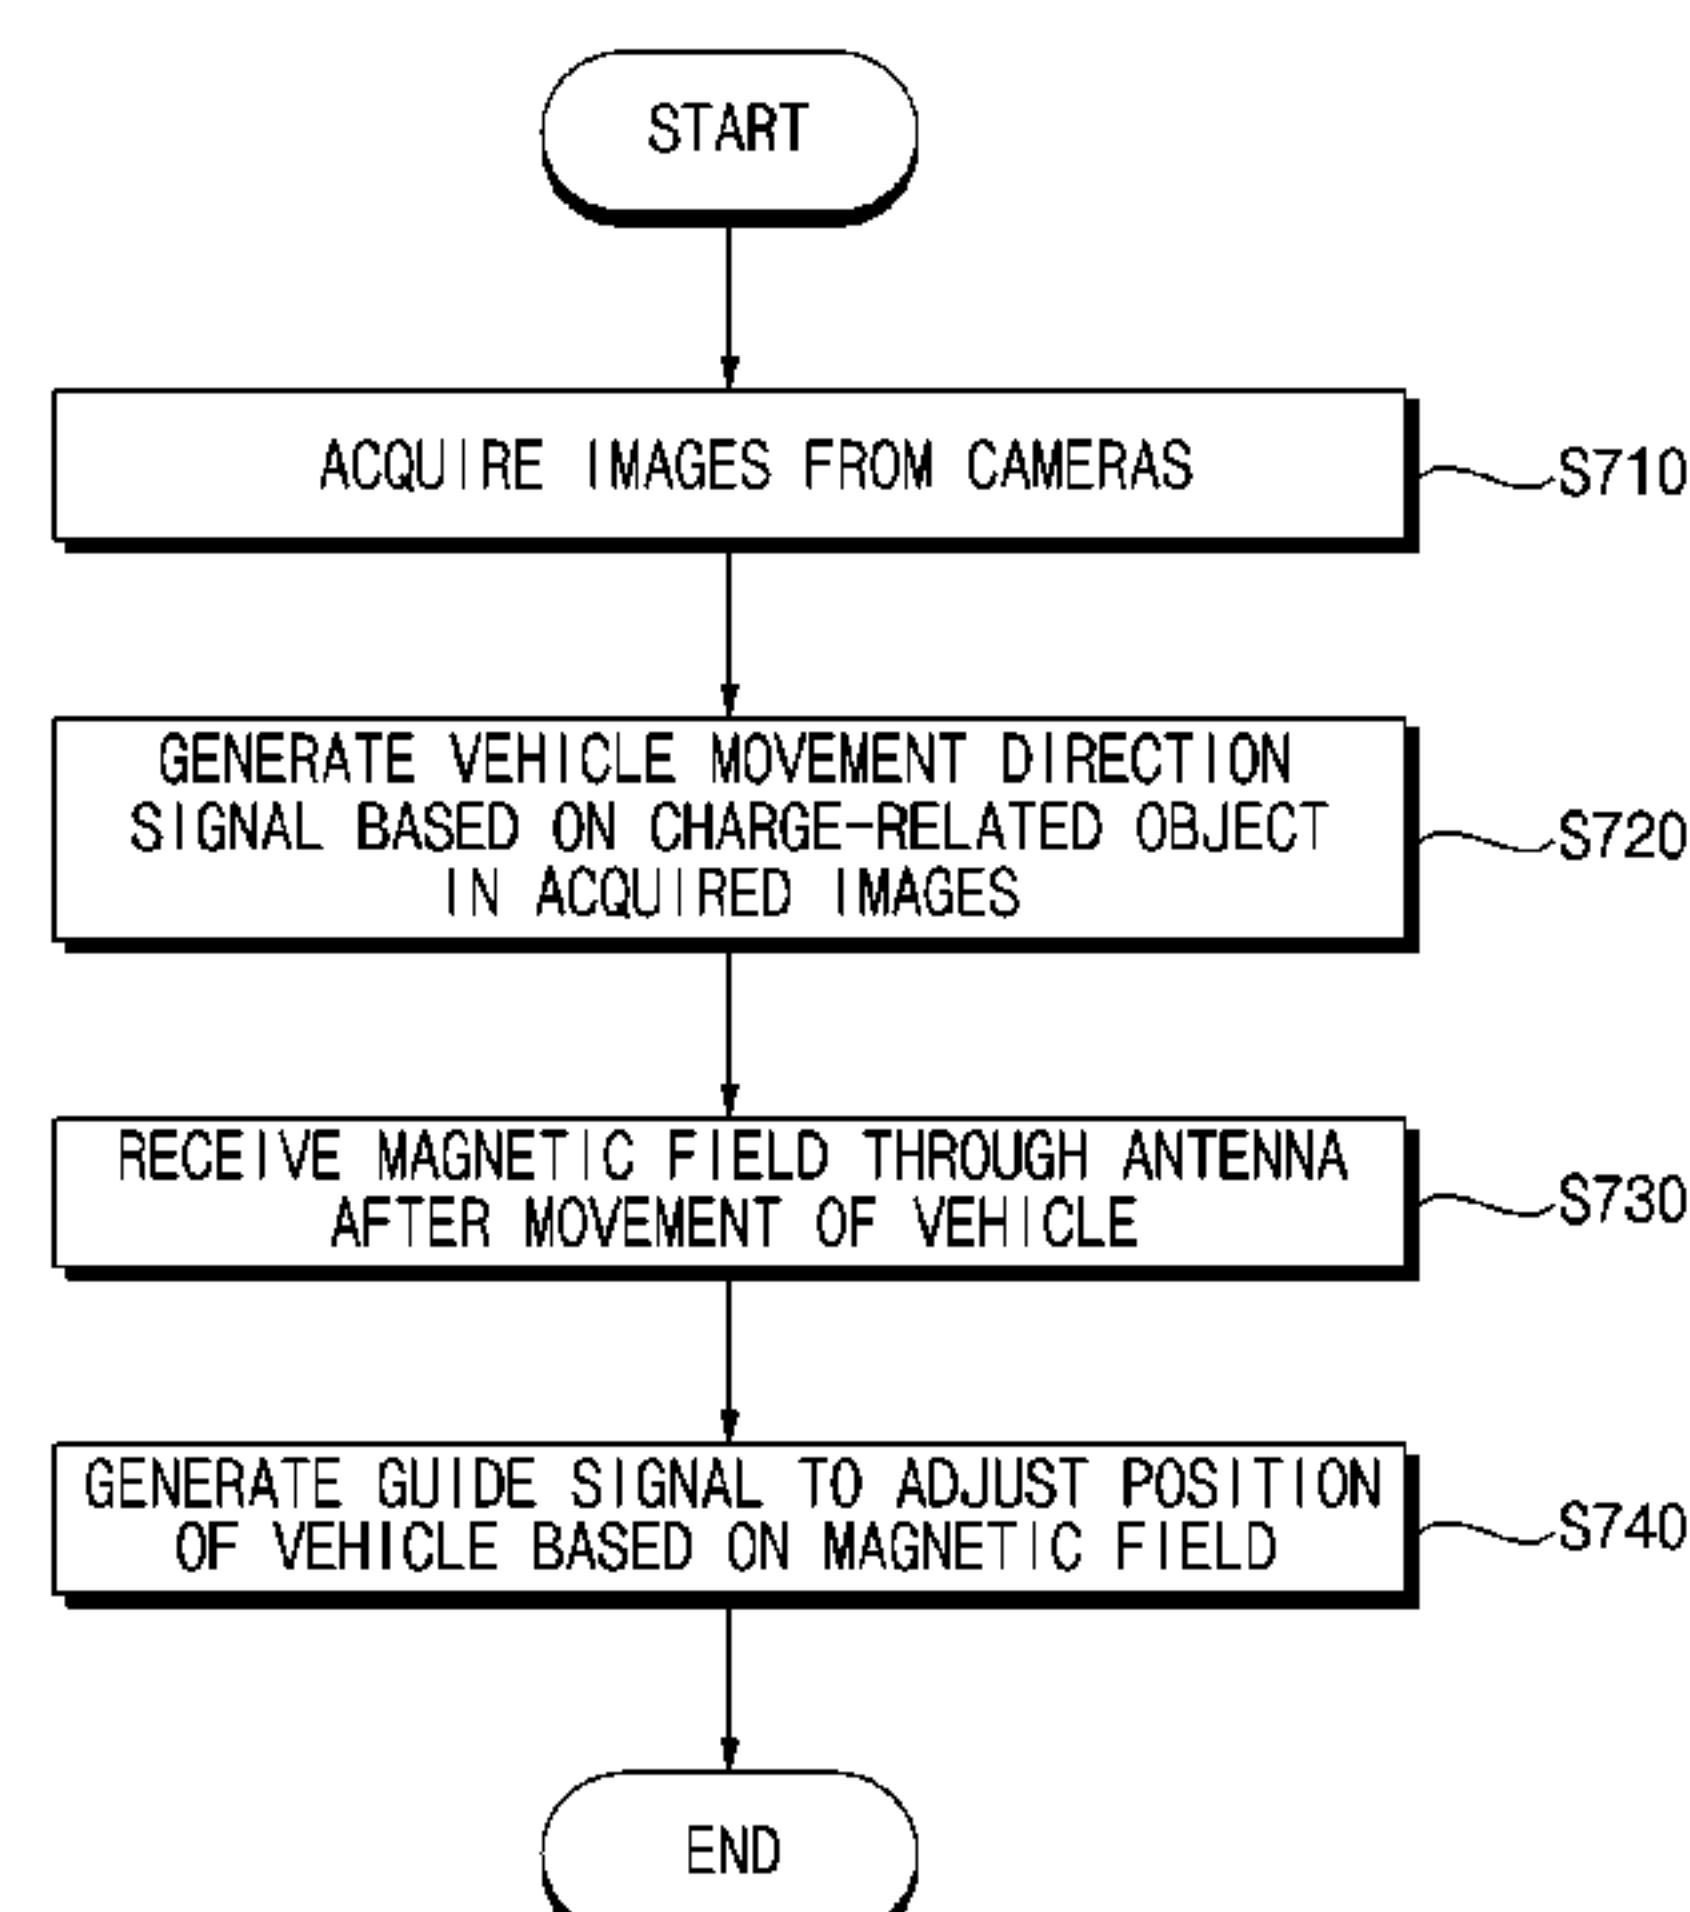 START
ACQUIRE IMAGES FROM CAMERAS
S710
GENERATE VEHICLE MOVEMENT DIRECTION
SIGNAL BASED ON CHARGE-RELATED OBJECT
IN ACQUIRED IMAGES
S720
RECEIVE MAGNETIC FIELD THROUGH ANTENNA
AFTER MOVEMENT OF VEHICLE
S730
GENERATE GUIDE SIGNAL TO ADJUST POSITION
OF VEHICLE BASED ON MAGNETIC FIELD
S740
END